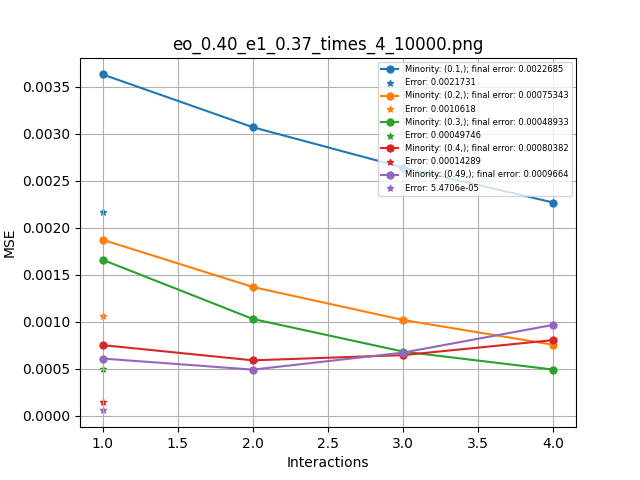 eo_0.40_e1_0.37_times_4_10000.png
Minority: (0.1,); final error: 0.0022685
Error: 0.0021731
Minority: (0.2,); final error: 0.00075343
Error: 0.0010618
Minority: (0.3,); final error: 0.00048933
Error: 0.00049746
Minority: (0.4,); final error: 0.00080382
Error: 0.00014289
Minority: (0.49,); final error: 0.0009664
Error: 5.4706e-05
MSE
0.0035
0.0030
0.0025
0.0020
0.0015
0.0010
0.0005
0.0000
1.0 1.5 2.0 2.5 3.0 3.5 4.0
Interactions